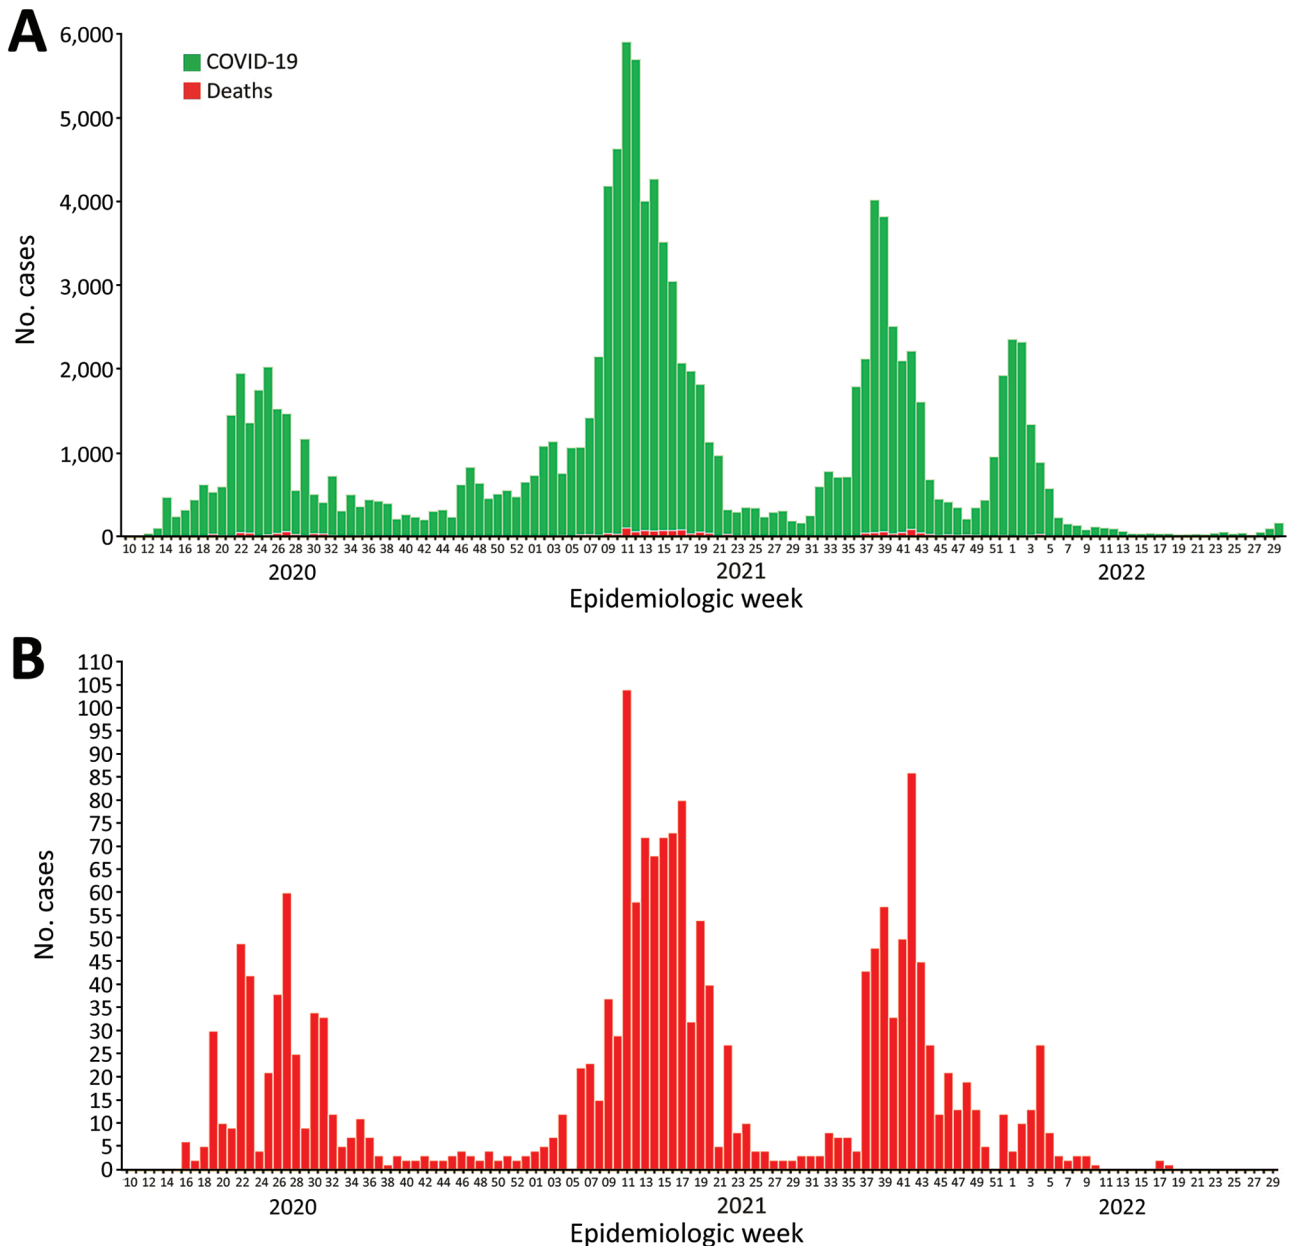 A
6,000
COVID-19
Deaths
5,000
4,000
3,000
2,000
1,000
0
No. cases
10 12 14 16 18 20 22 24 26 28 30 32 34 36 38 40 42 44 46 48 50 52 01 03 05 07 09 11 13 15 17 19 21 23 25 27 29 31 33 35 37 39 41 43 45 47 49 51 1 3 5 7 9 11 13 15 17 19 21 23 25 27 29
2020 2021 2022
Epidemiologic week
B
110
105
100
95
90
85
80
75
70
65
60
55
50
45
40
35
30
25
20
15
10
5
0
No. cases
10 12 14 16 18 20 22 24 26 28 30 32 34 36 38 40 42 44 46 48 50 52 01 03 05 07 09 11 13 15 17 19 21 23 25 27 29 31 33 35 37 39 41 43 45 47 49 51 1 3 5 7 9 11 13 15 17 19 21 23 25 27 29
2020 2021 2022
Epidemiologic week